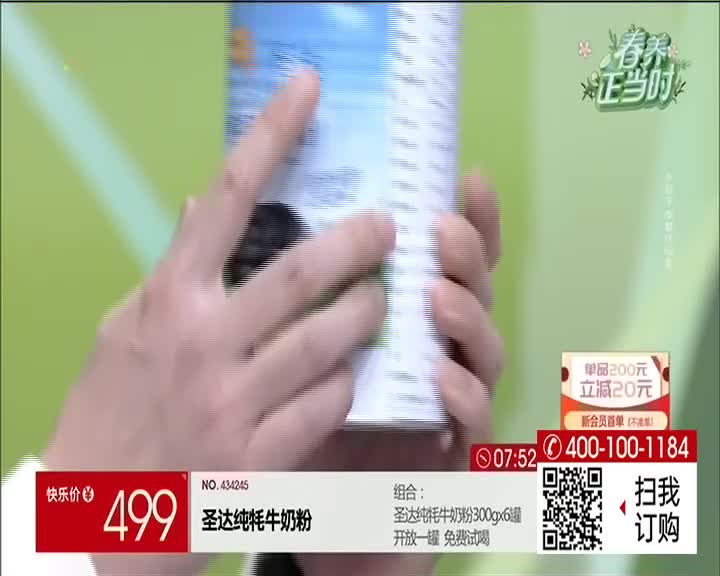 春养
正当时
单品200元
立减20元
新会员首单（不清单）
07:52
400-100-1184
快乐价¥
499
NO. 434245
圣达纯牦牛奶粉
组合：
圣达纯牦牛奶粉300gx6罐
开放一罐 免费试喝
扫我
订购